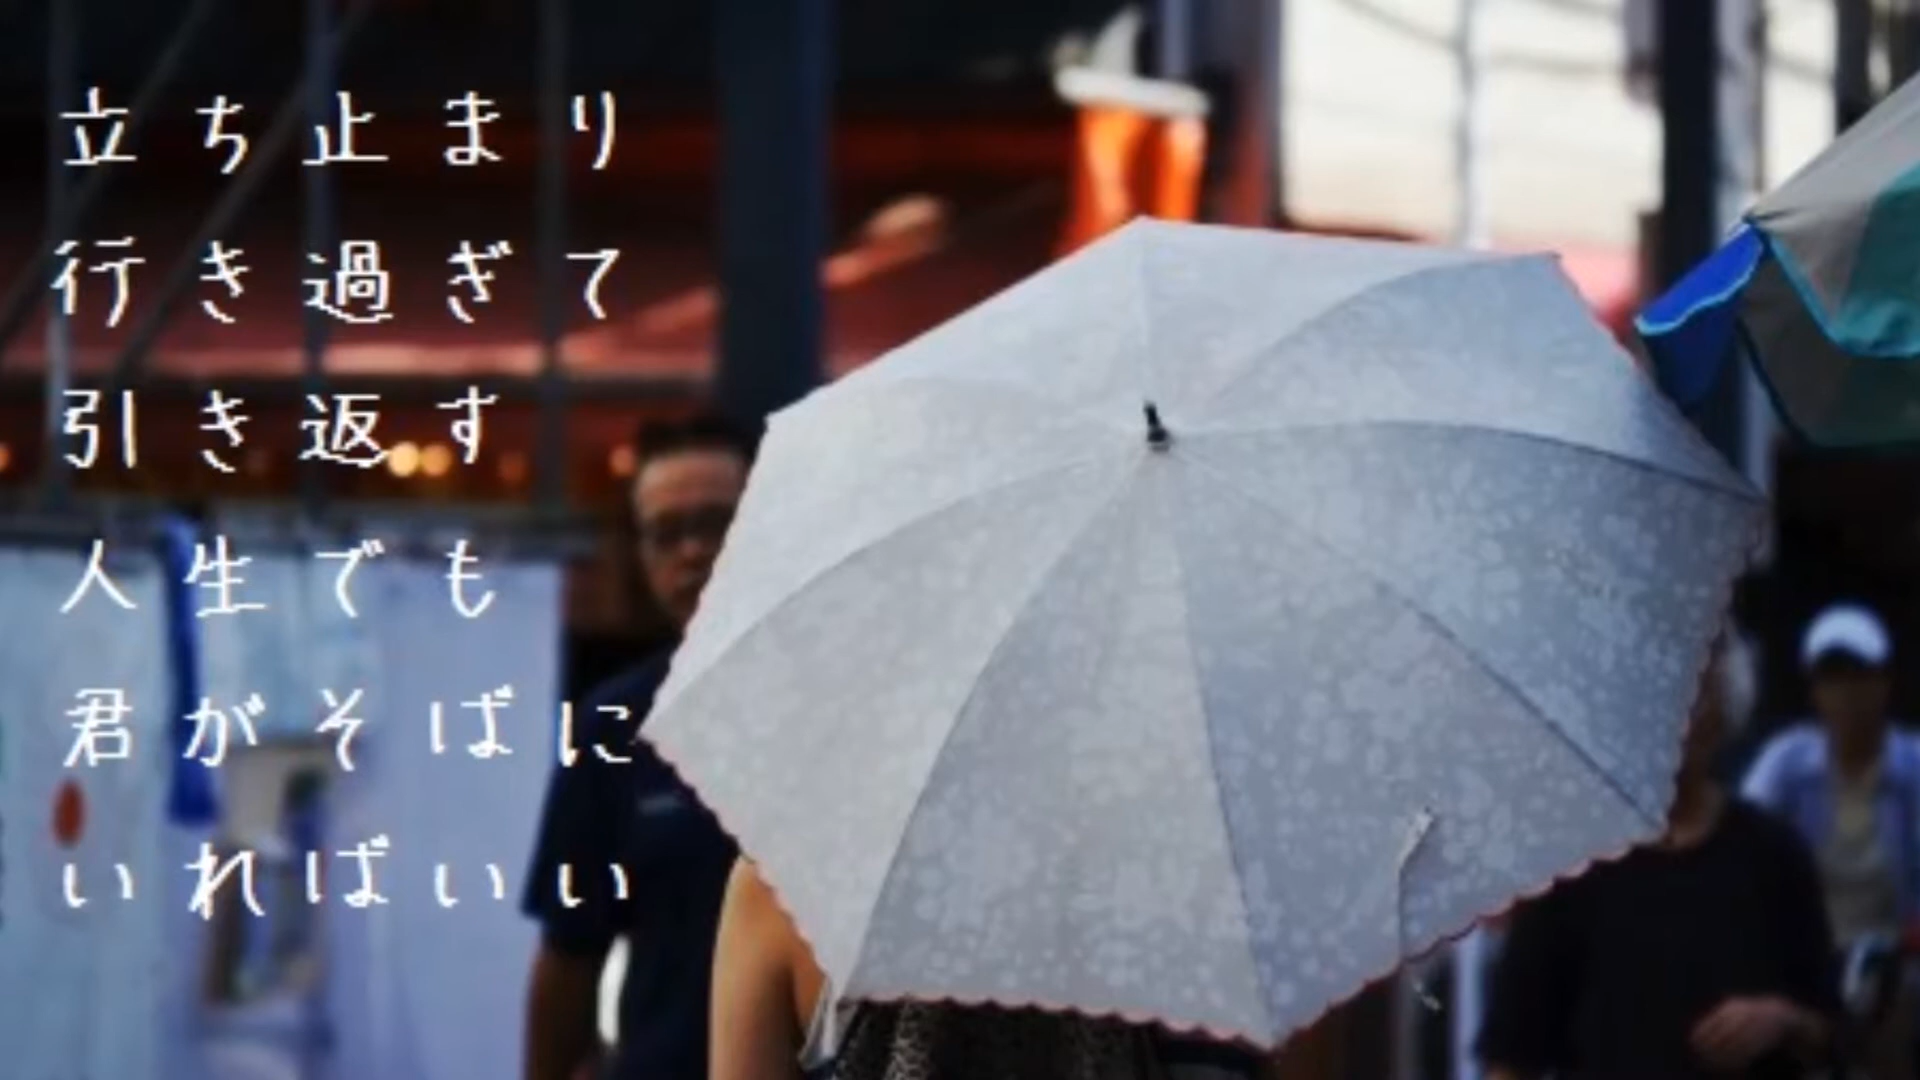 立ち止まり
行き過ぎて
引き返す
人生でも
君がそばに
いればいい